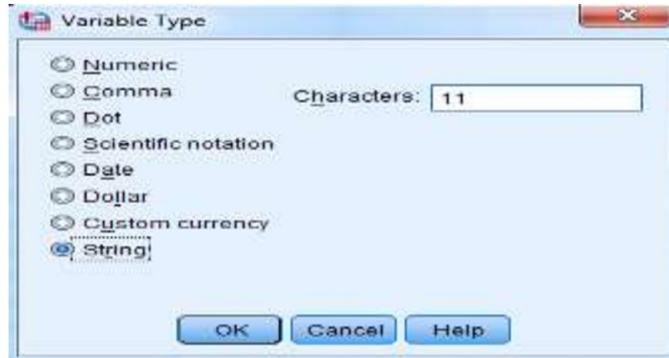 Variable Type
Numeric
Comma
Characters: 11
Dot
Scientific notation
Date
Dollar
Custom currency
String
OK Cancel Help